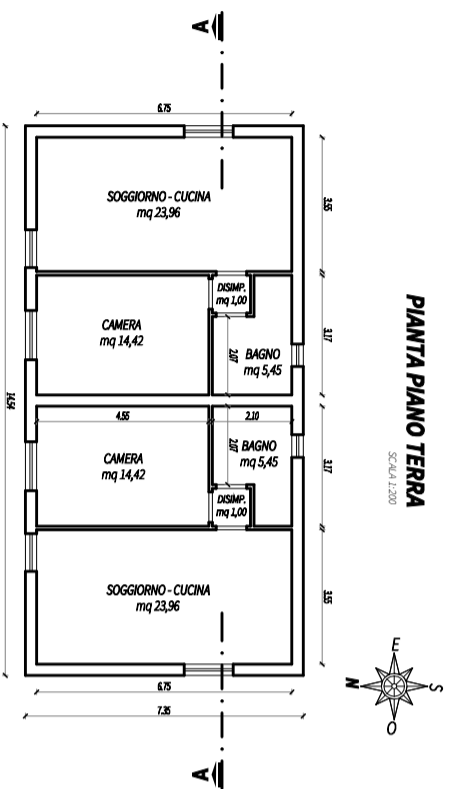 PIANTA PIANO TERRA
SCALA 1:200
A
6.75
SOGGIORNO - CUCINA
mq 23,96
3.55
DISIMP.
mq 1,00
CAMERA
mq 14,42
2.07
BAGNO
mq 5,45
3.17
14.54
4.55
2.10
CAMERA
mq 14,42
2.07
BAGNO
mq 5,45
3.17
DISIMP.
mq 1,00
SOGGIORNO - CUCINA
mq 23,96
3.55
6.75
7.35
A
E
S
N
O